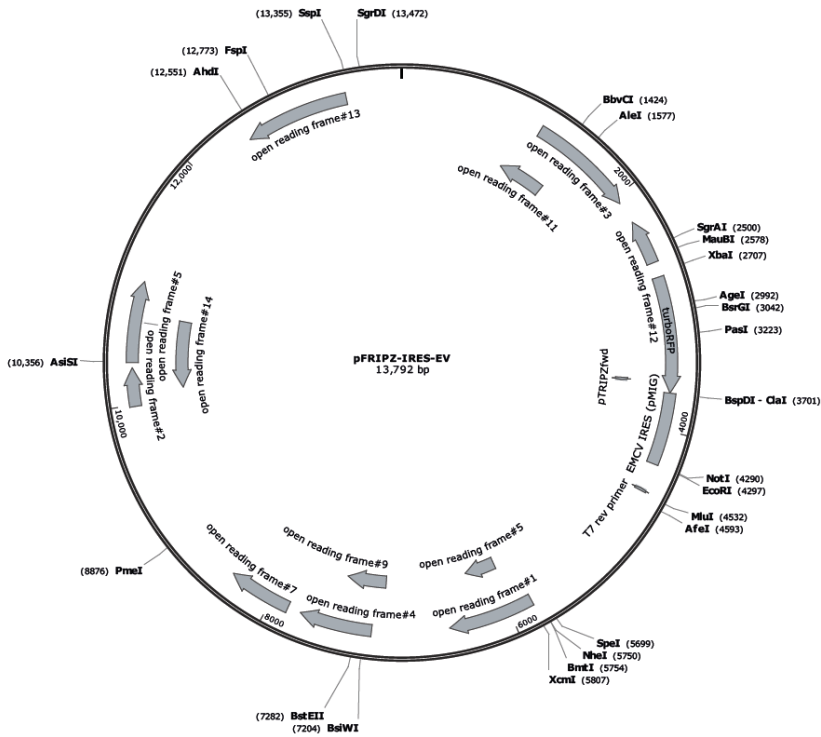 (13,355) SspI
SgrDI (13,472)
(12,773) FspI
(12,551) AhdI
BbvCI (1424)
AleI (1577)
open reading frame#13
open reading frame#3
open reading frame#11
2000
12,000
SgrAI (2500)
MauBI (2578)
XbaI (2707)
open reading frame#12
AgeI (2992)
BsrGI (3042)
PasI (3223)
turboRFP
open reading frame#5
open reading frame#14
open reading frame#2
pFRIPZ-IRES-EV
13,792 bp
(10,356) AsiSI
pTRIPZfwd
BspDI - ClaI (3701)
EMCV IRES (pMIG)
10,000
4000
NotI (4290)
EcoRI (4297)
T7 rev primer
MluI (4532)
AfeI (4593)
open reading frame#9
open reading frame#5
open reading frame#7
open reading frame#4
open reading frame#1
(8876) PmeI
8000
6000
SpeI (5699)
NheI (5750)
BmtI (5754)
XcmI (5807)
(7282) BstEII
(7204) BsiWI